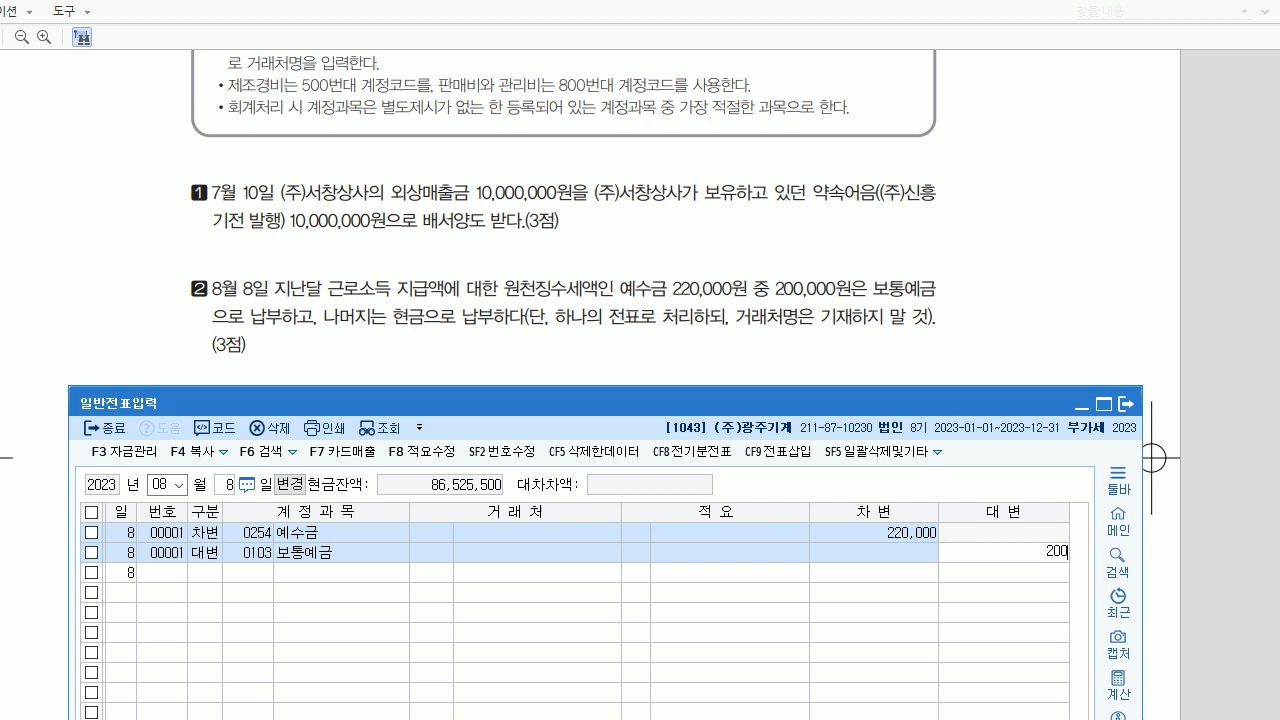 이션 도구 찾을 내용
로 거래처명을 입력한다.
• 제조경비는 500번대 계정코드를, 판매비와 관리비는 800번대 계정코드를 사용한다.
• 회계처리 시 계정과목은 별도제시가 없는 한 등록되어 있는 계정과목 중 가장 적절한 과목으로 한다.
1 7월 10일 (주)서창상사의 외상매출금 10,000,000원을 (주)서창상사가 보유하고 있던 약속어음((주)신흥
기전 발행) 10,000,000원으로 배서양도 받다.(3점)
2 8월 8일 지난달 근로소득 지급액에 대한 원천징수세액인 예수금 220,000원 중 200,000원은 보통예금
으로 납부하고, 나머지는 현금으로 납부하다(단, 하나의 전표로 처리하되, 거래처명은 기재하지 말 것).
(3점)
일반전표입력
종료 도움 코드 삭제 인쇄 조회 [1043] (주)광주기계 211-87-10230 법인 8기 2023-01-01~2023-12-31 부가세 2023
F3 자금관리 F4 복사 F6 검색 F7 카드매출 F8 적요수정 SF2 번호수정 CF5 삭제한데이터 CF8 전기분전표 CF9 전표삽입 SF5 일괄삭제및기타
2023 년 08 월 8 일 변경 현금잔액: 86,525,500 대차차액:
일 번호 구분 계 정 과 목 거 래 처 적 요 차 변 대 변
8 00001 차변 0254 예수금 220,000
8 00001 대변 0103 보통예금 200
8
툴바
메인
검색
최근
캡처
계산